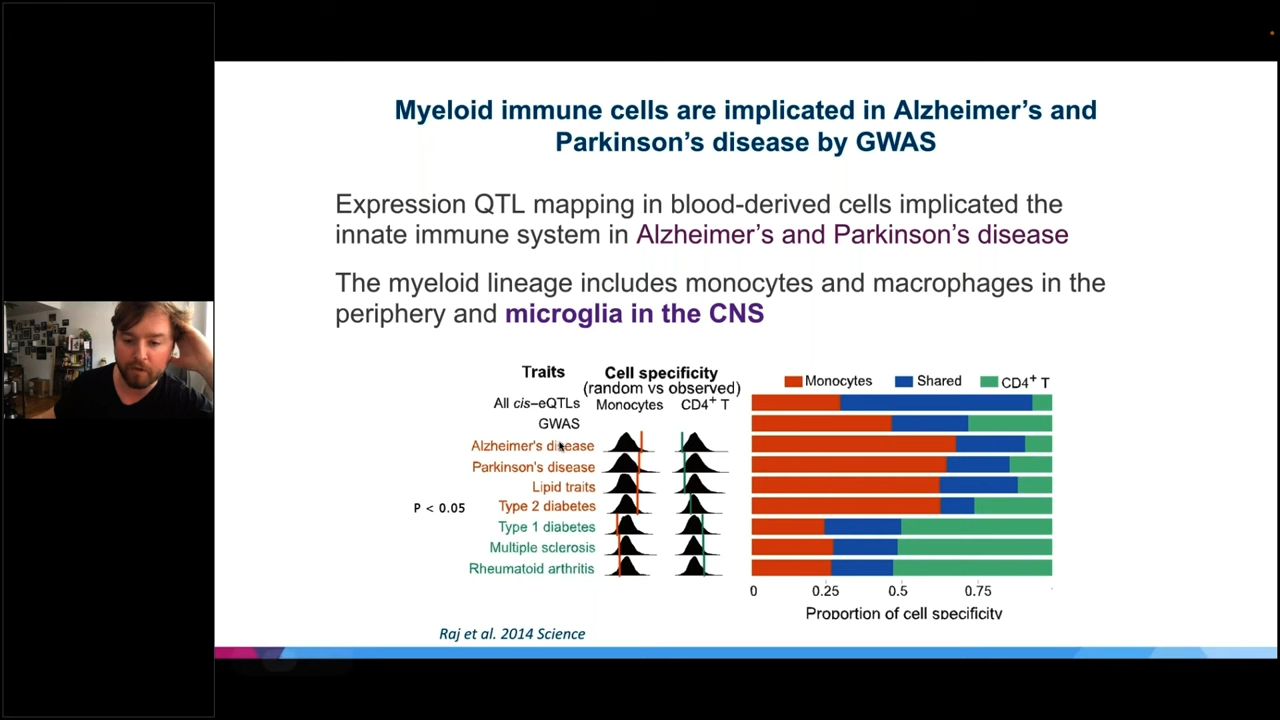 Myeloid immune cells are implicated in Alzheimer’s and
Parkinson’s disease by GWAS
Expression QTL mapping in blood-derived cells implicated the
innate immune system in Alzheimer’s and Parkinson’s disease
The myeloid lineage includes monocytes and macrophages in the
periphery and microglia in the CNS
Traits
Cell specificity
(random vs observed)
Monocytes CD4+ T
All cis–eQTLs
GWAS
Alzheimer's disease
Parkinson's disease
Lipid traits
Type 2 diabetes
Type 1 diabetes
Multiple sclerosis
Rheumatoid arthritis
P < 0.05
Monocytes Shared CD4+ T
0 0.25 0.5 0.75
Proportion of cell specificity
Raj et al. 2014 Science